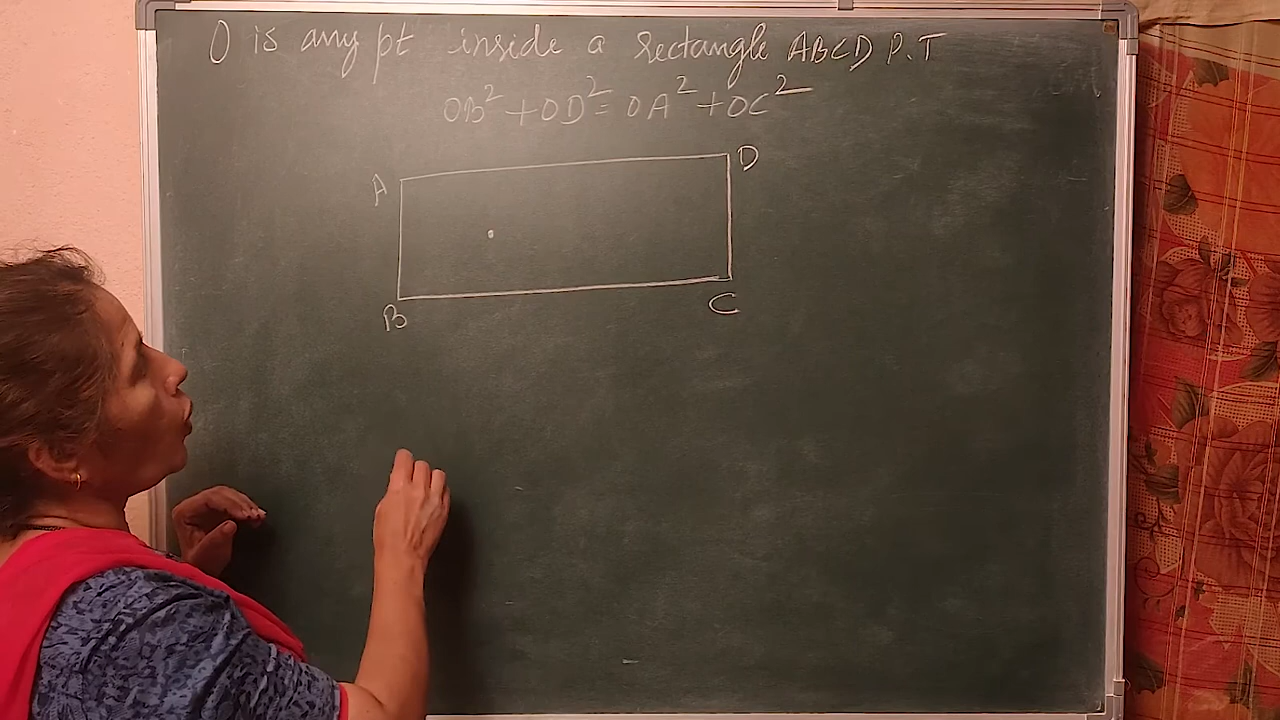 O is any pt inside a rectangle ABCD P.T
OB² + OD² = OA² + OC²
A
D
B
C